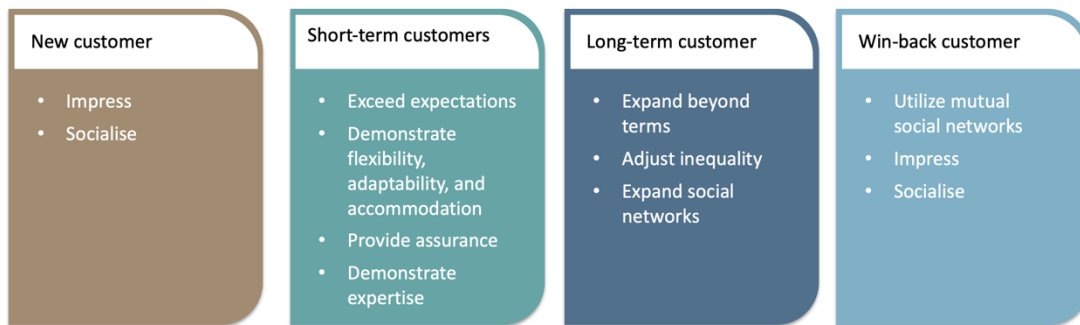 New customer
• Impress
• Socialise
Short-term customers
• Exceed expectations
• Demonstrate
flexibility,
adaptability, and
accommodation
• Provide assurance
• Demonstrate
expertise
Long-term customer
• Expand beyond
terms
• Adjust inequality
• Expand social
networks
Win-back customer
• Utilize mutual
social networks
• Impress
• Socialise